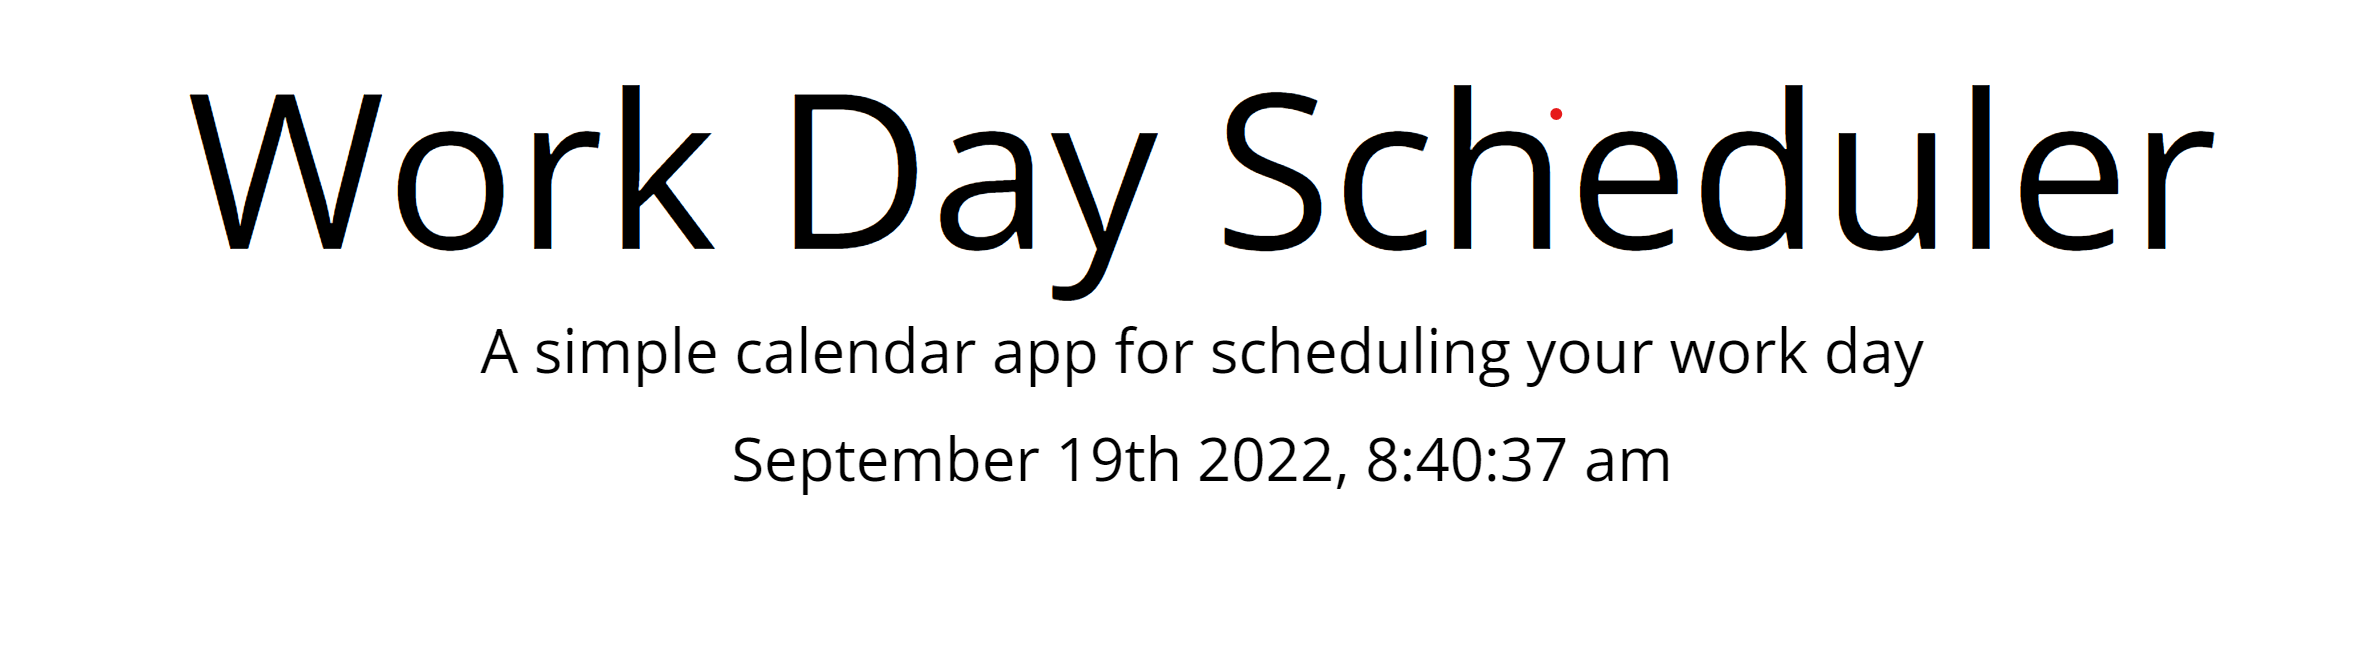 Work Day Scheduler
A simple calendar app for scheduling your work day
September 19th 2022, 8:40:37 am